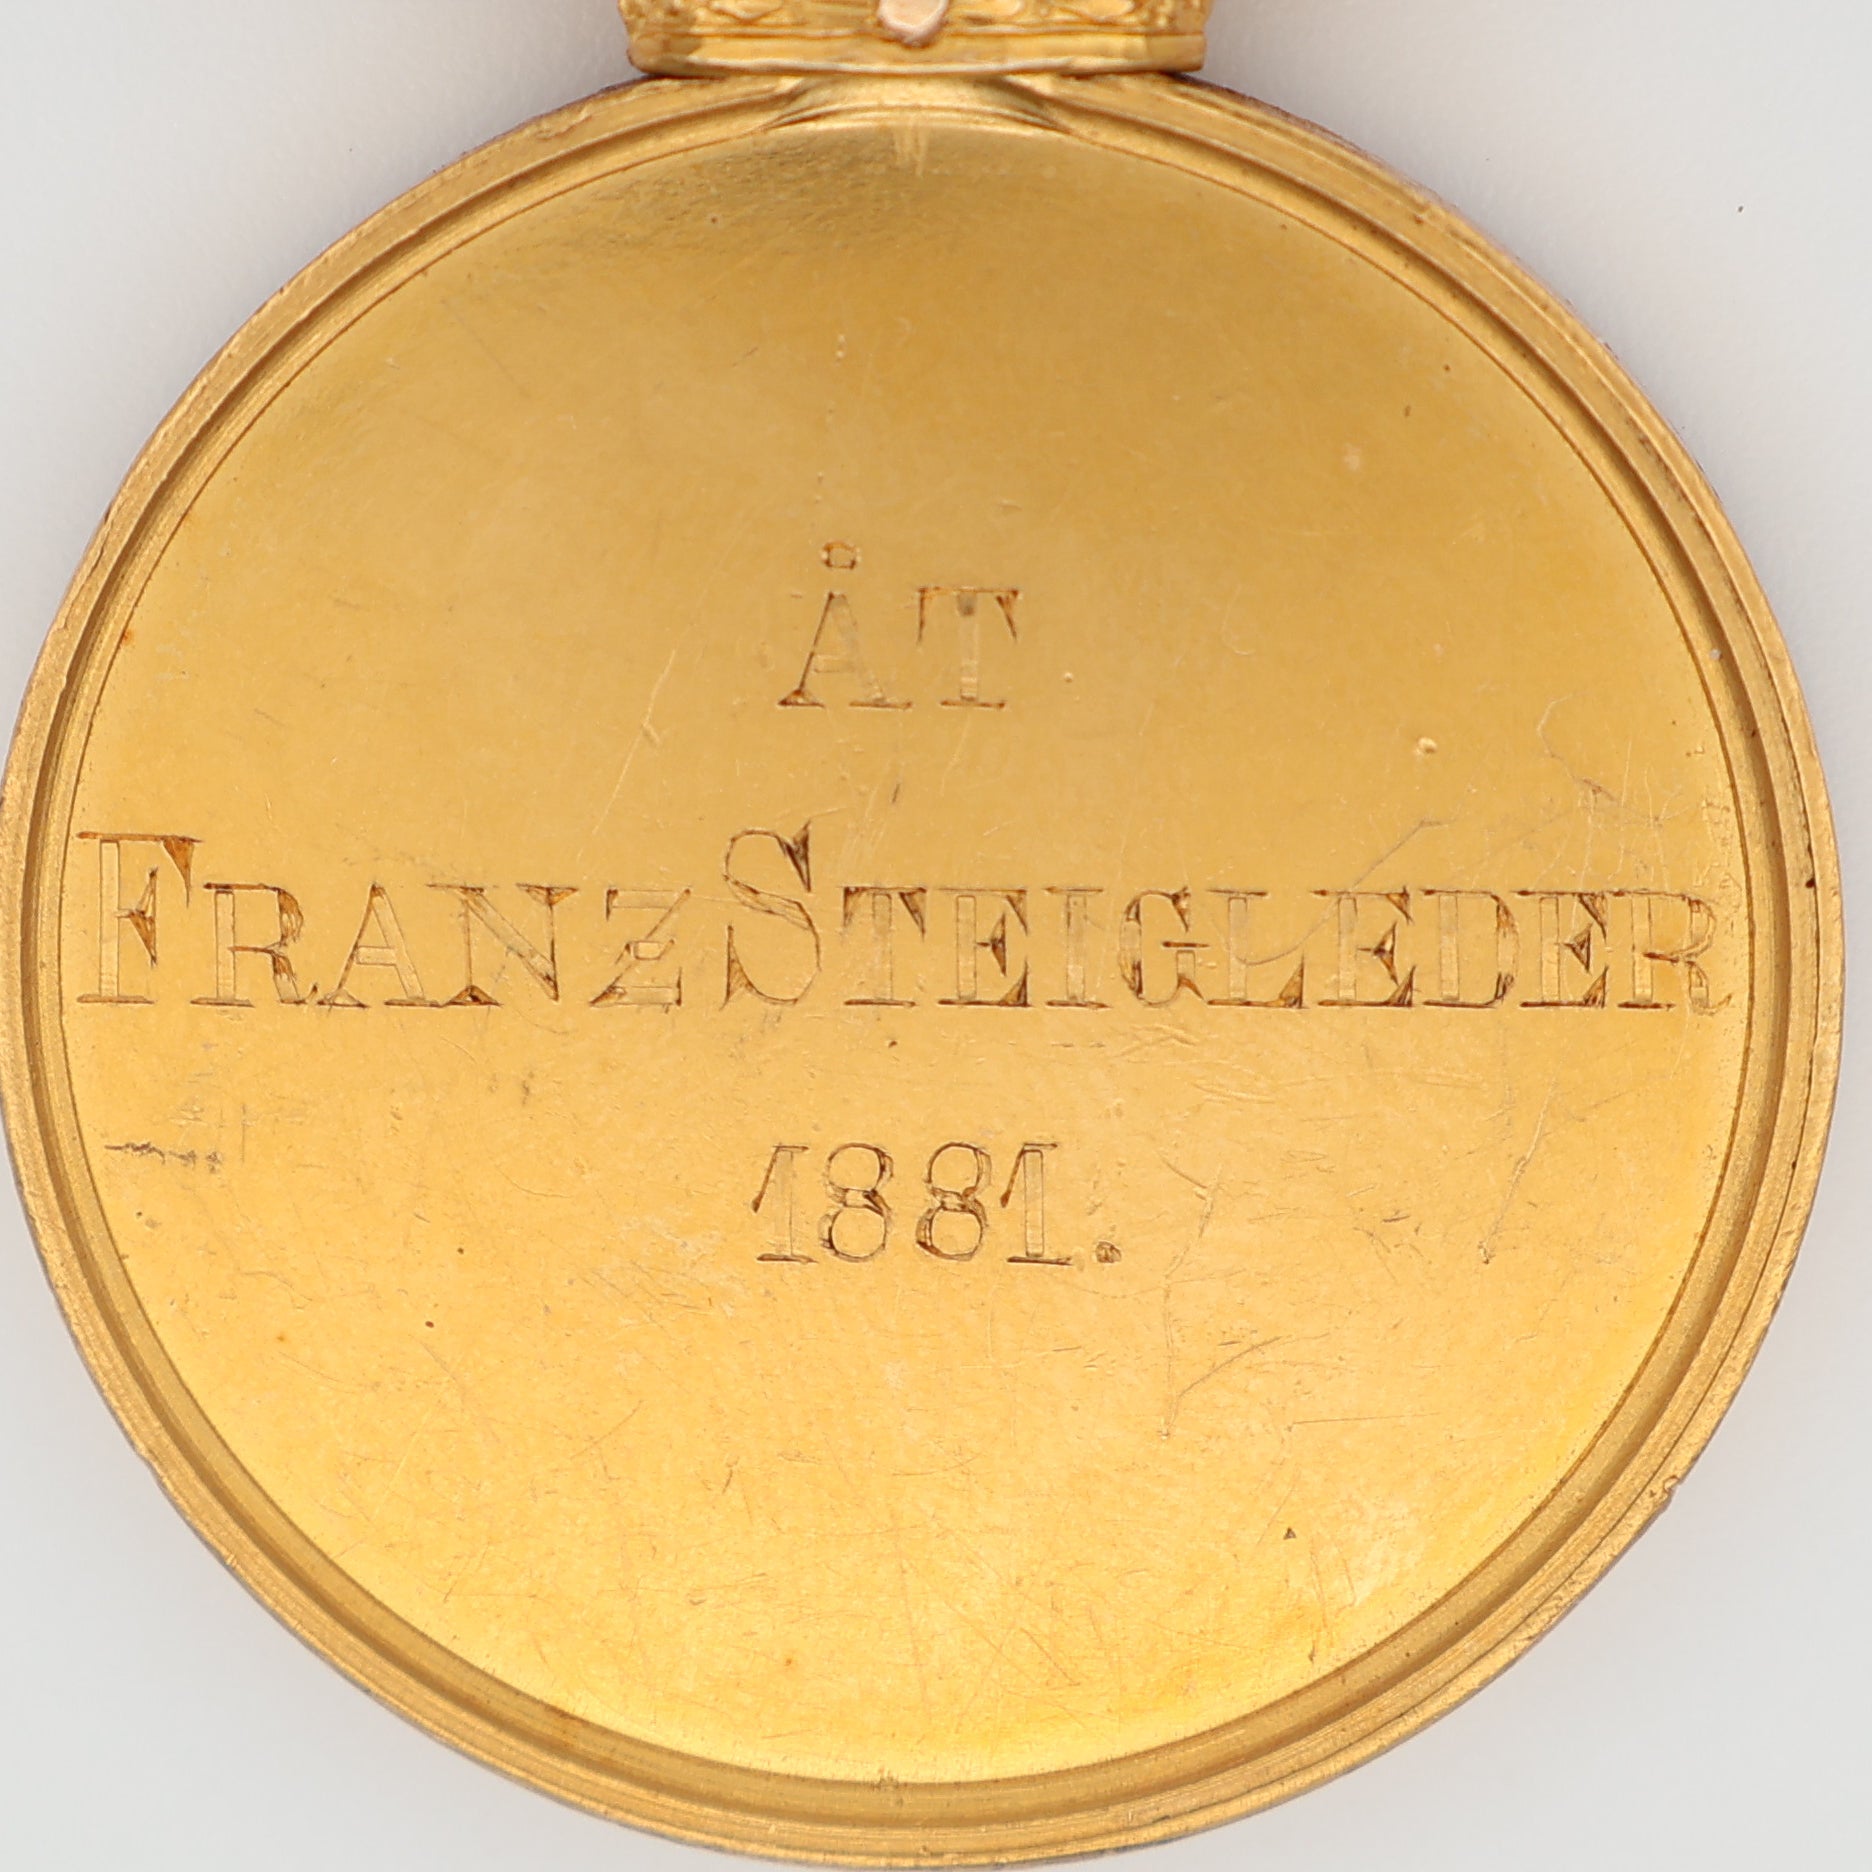 ÅT
FRANZ STEIGLEDER
1881.